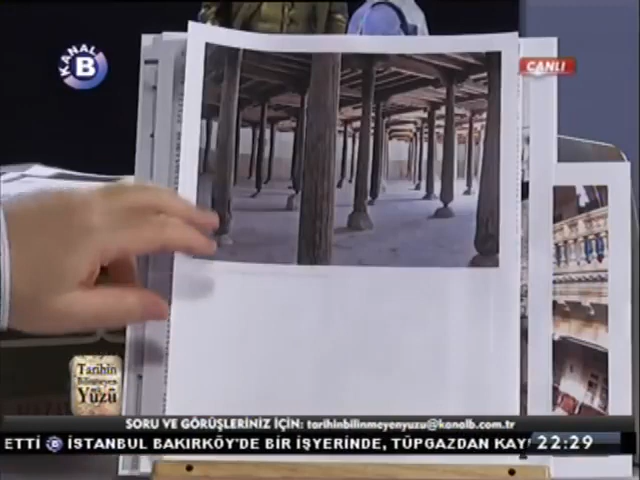 KANAL B
CANLI
Tarihin
Bilinmeyen
Yüzü
SORU VE GÖRÜŞLERİNİZ İÇİN: tarihinbilinmeyenyuzu@kanalb.com.tr
ETTİ B İSTANBUL BAKIRKÖY'DE BİR İŞYERİNDE, TÜPGAZDAN KAY
22:29